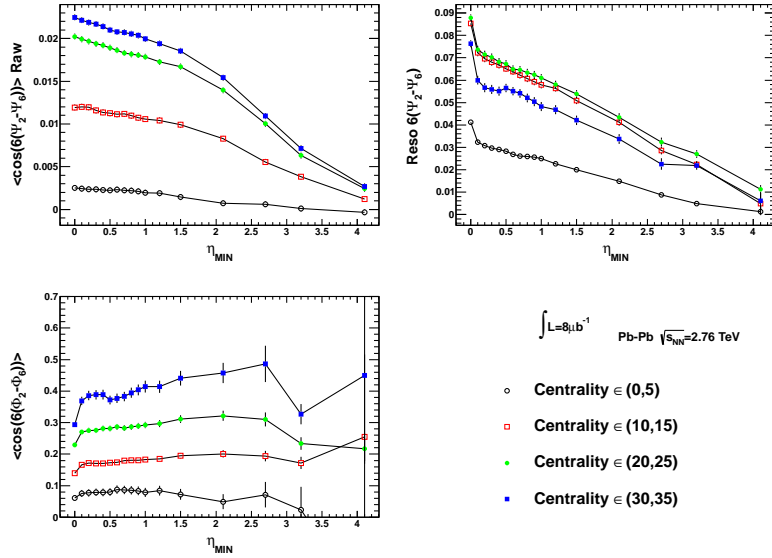 <cos(6(Ψ2-Ψ6))> Raw
0.02
0.015
0.01
0.005
0
0 0.5 1 1.5 2 2.5 3 3.5 4
ηMIN
Reso 6(Ψ2-Ψ6)
0.09
0.08
0.07
0.06
0.05
0.04
0.03
0.02
0.01
0.00
0 0.5 1 1.5 2 2.5 3 3.5 4
ηMIN
<cos(6(Φ2-Φ6))>
0.7
0.6
0.5
0.4
0.3
0.2
0.1
0
0 0.5 1 1.5 2 2.5 3 3.5 4
ηMIN
∫L=8μb-1
Pb-Pb √sNN=2.76 TeV
Centrality ∈ (0,5)
Centrality ∈ (10,15)
Centrality ∈ (20,25)
Centrality ∈ (30,35)